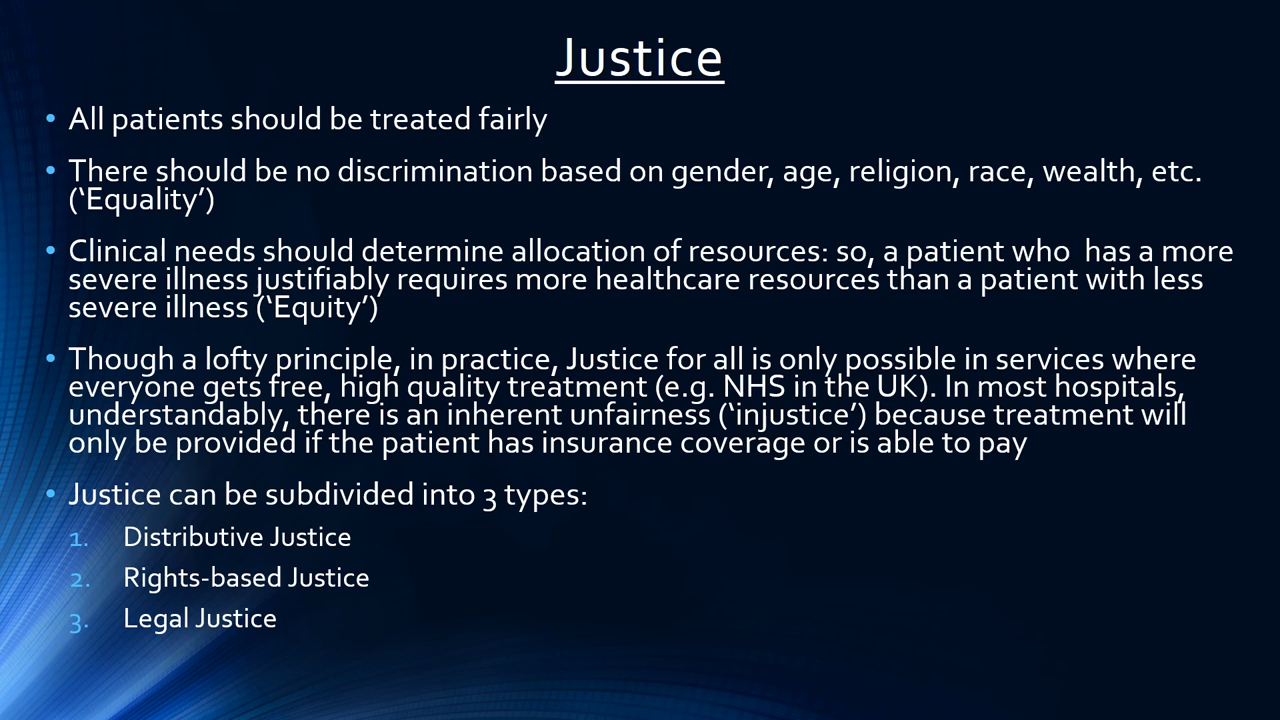 Justice
• All patients should be treated fairly
• There should be no discrimination based on gender, age, religion, race, wealth, etc.
(‘Equality’)
• Clinical needs should determine allocation of resources: so, a patient who  has a more
severe illness justifiably requires more healthcare resources than a patient with less
severe illness (‘Equity’)
• Though a lofty principle, in practice, Justice for all is only possible in services where
everyone gets free, high quality treatment (e.g. NHS in the UK). In most hospitals,
understandably, there is an inherent unfairness (‘injustice’) because treatment will
only be provided if the patient has insurance coverage or is able to pay
• Justice can be subdivided into 3 types:
1. Distributive Justice
2. Rights-based Justice
3. Legal Justice